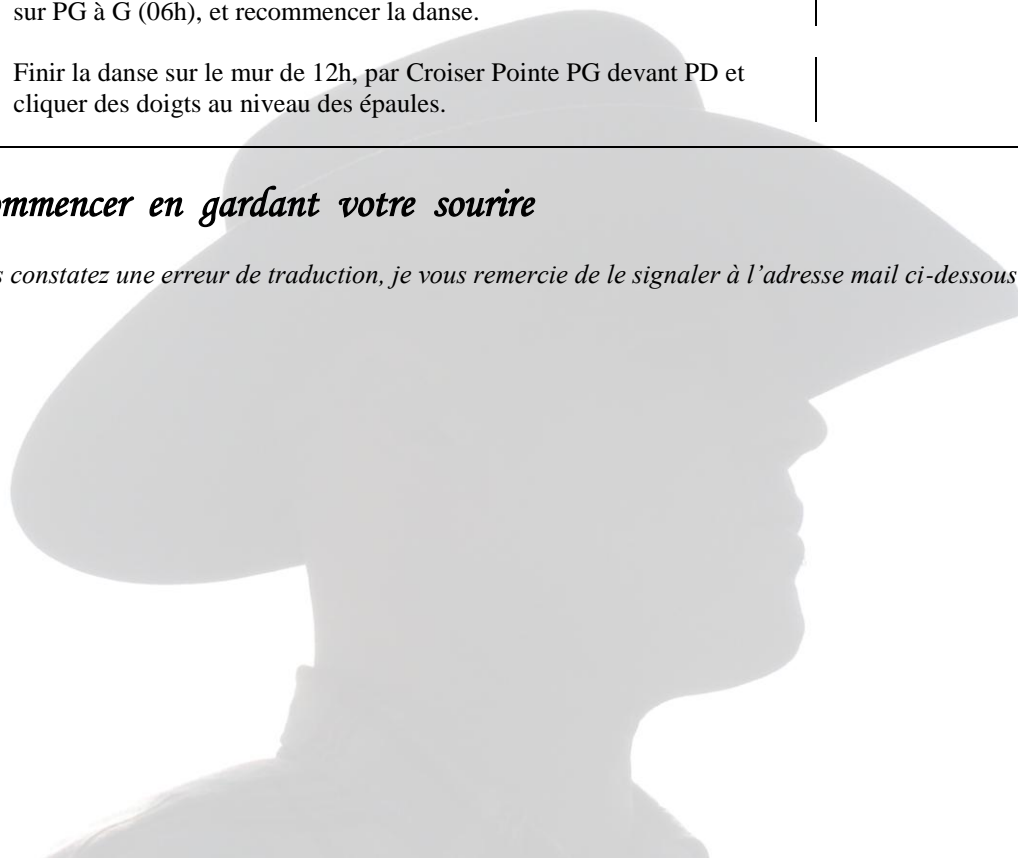 sur PG à G (06h), et recommencer la danse.
Finir la danse sur le mur de 12h, par Croiser Pointe PG devant PD et
cliquer des doigts au niveau des épaules.
ommencer en gardant votre sourire
s constatez une erreur de traduction, je vous remercie de le signaler à l’adresse mail ci-dessous